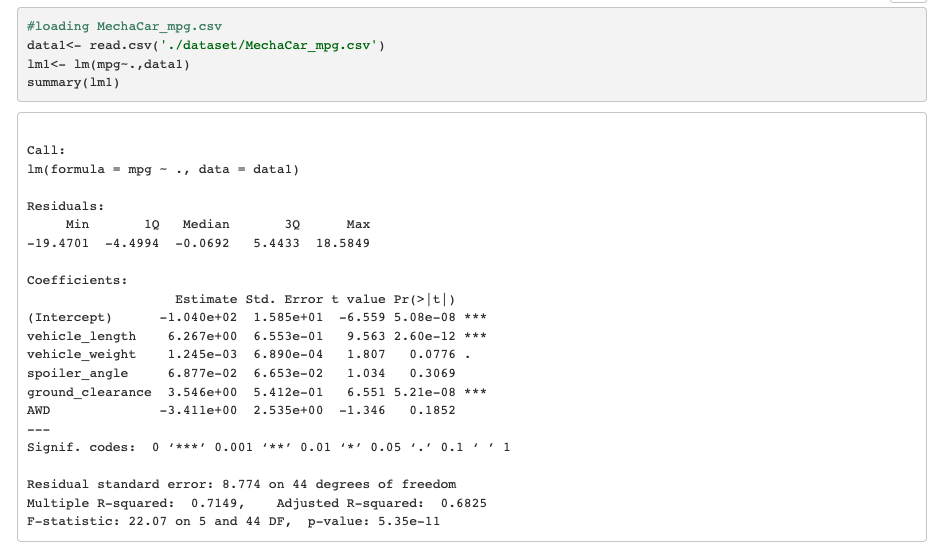 #loading MechaCar_mpg.csv
data1<- read.csv('./dataset/MechaCar_mpg.csv')
lm1<- lm(mpg~.,data1)
summary(lm1)
Call:
lm(formula = mpg ~ ., data = data1)
Residuals:
     Min       1Q   Median       3Q      Max
-19.4701  -4.4994  -0.0692   5.4433  18.5849
Coefficients:
                   Estimate Std. Error t value Pr(>|t|)
(Intercept)      -1.040e+02  1.585e+01  -6.559 5.08e-08 ***
vehicle_length    6.267e+00  6.553e-01   9.563 2.60e-12 ***
vehicle_weight    1.245e-03  6.890e-04   1.807   0.0776 .
spoiler_angle     6.877e-02  6.653e-02   1.034   0.3069
ground_clearance  3.546e+00  5.412e-01   6.551 5.21e-08 ***
AWD              -3.411e+00  2.535e+00  -1.346   0.1852
---
Signif. codes:  0 ‘***’ 0.001 ‘**’ 0.01 ‘*’ 0.05 ‘.’ 0.1 ‘ ’ 1
Residual standard error: 8.774 on 44 degrees of freedom
Multiple R-squared:  0.7149,    Adjusted R-squared:  0.6825
F-statistic: 22.07 on 5 and 44 DF,  p-value: 5.35e-11